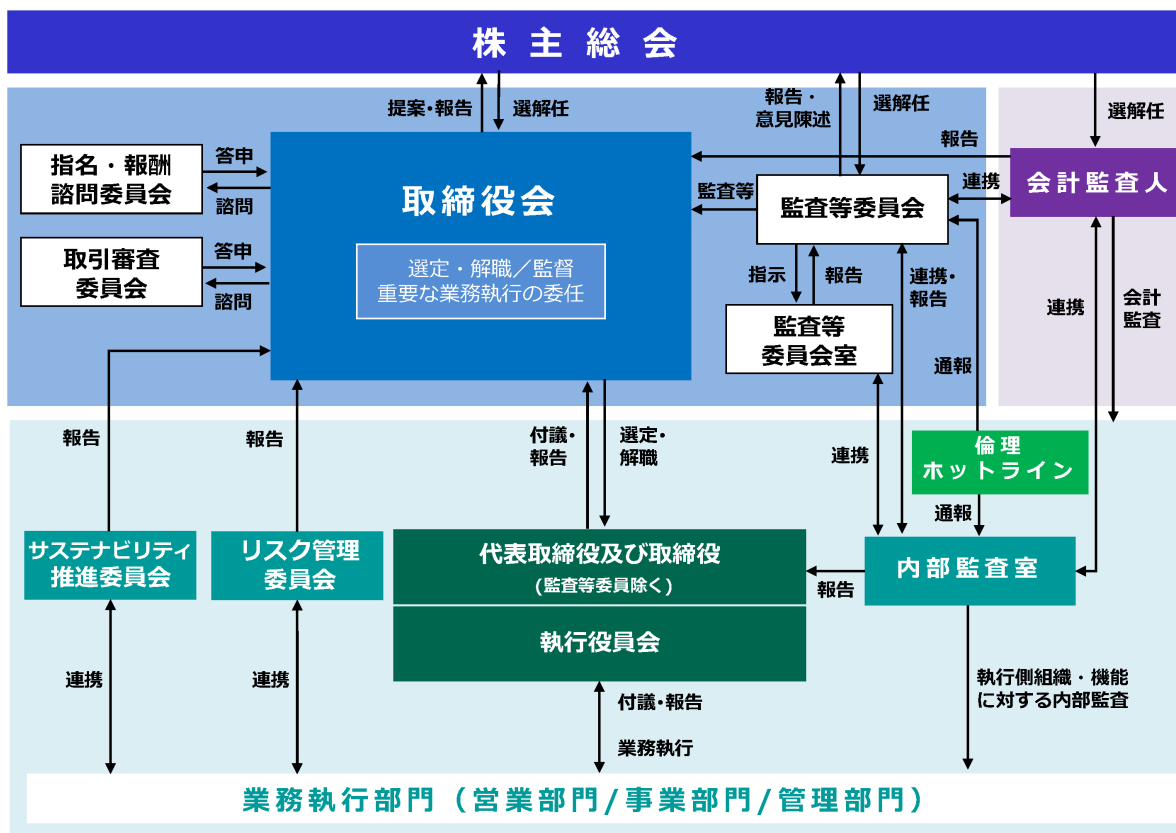 株主総会
提案・報告
選解任
報告・
意見陳述
選解任
選解任
報告
指名・報酬
諮問委員会
答申
諮問
取締役会
選定・解職／監督
重要な業務執行の委任
監査等
監査等委員会
連携
会計監査人
取引審査
委員会
答申
諮問
指示
報告
連携・
報告
監査等
委員会室
通報
連携
会計
監査
報告
報告
付議・
報告
選定・
解職
連携
倫理
ホットライン
通報
サステナビリティ
推進委員会
リスク管理
委員会
代表取締役及び取締役
(監査等委員除く)
報告
内部監査室
執行役員会
連携
連携
付議・報告
業務執行
執行側組織・機能
に対する内部監査
業務執行部門（営業部門/事業部門/管理部門）